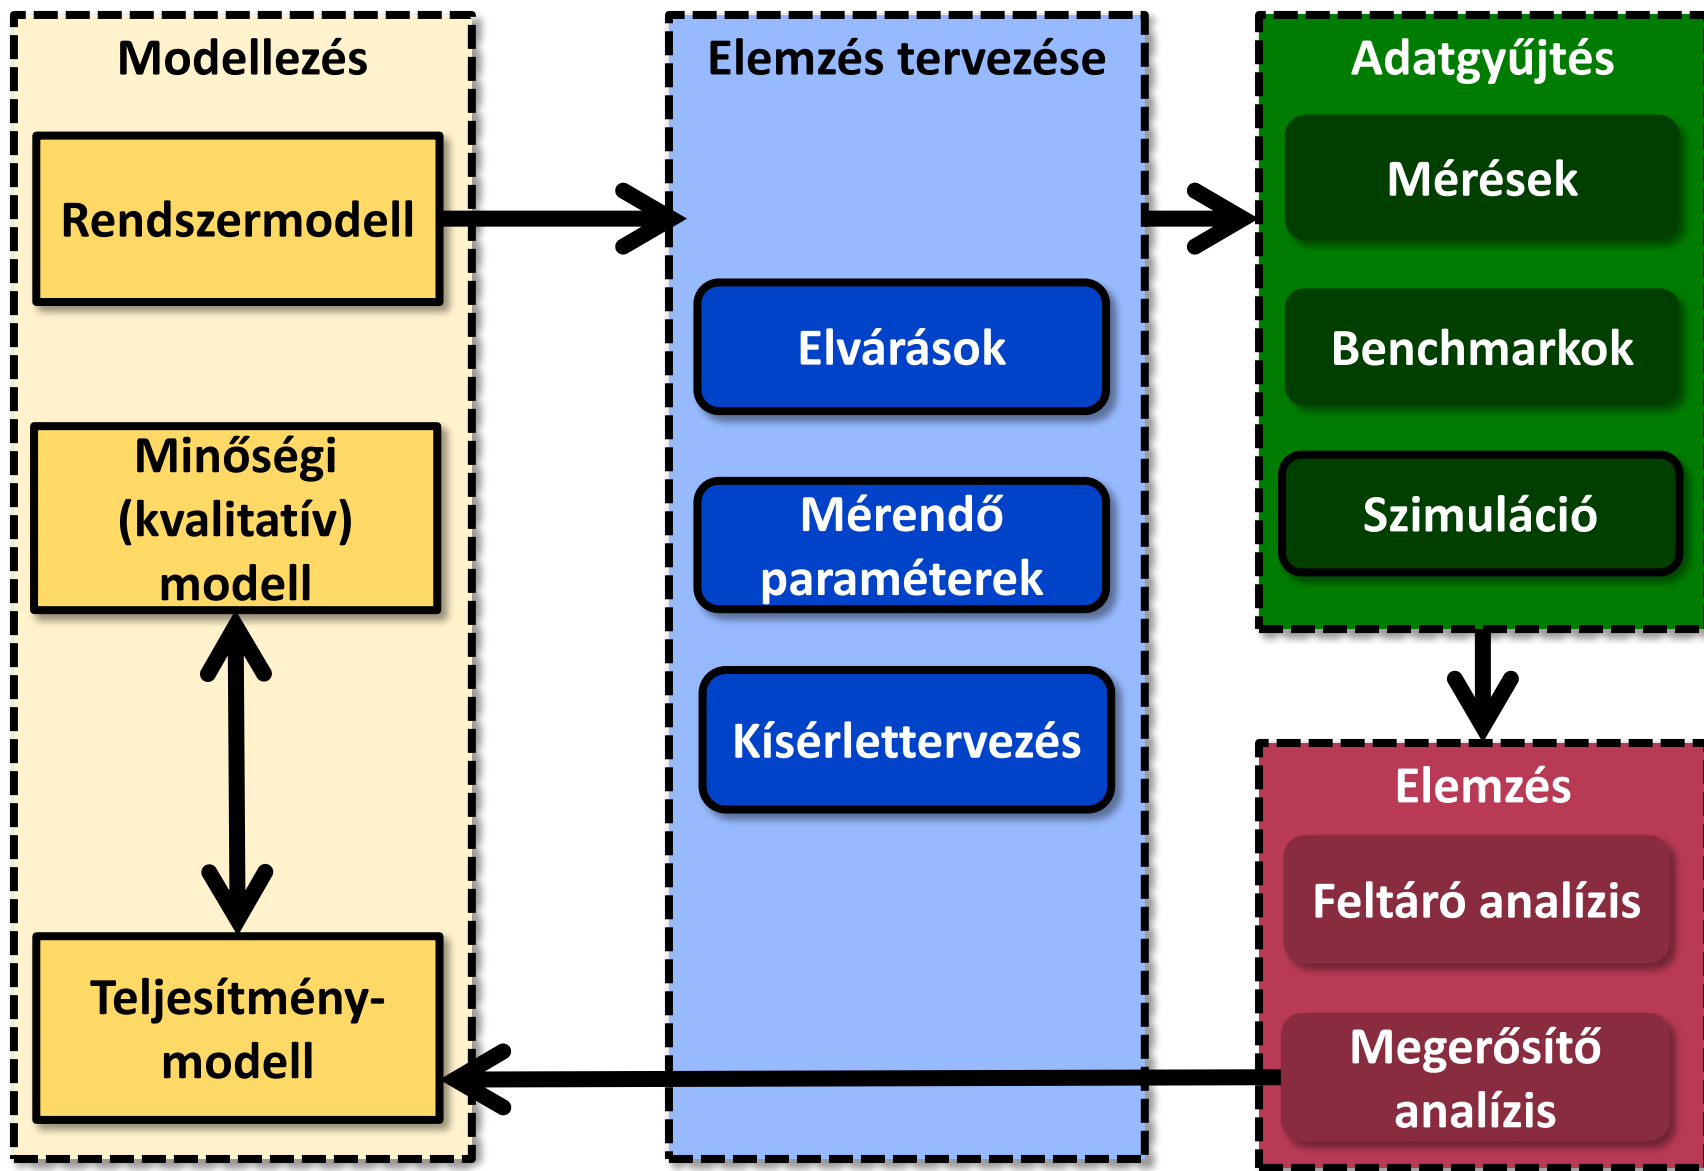 Modellezés
Rendszermodell
Minőségi
(kvalitatív)
modell
Teljesítmény-
modell
Elemzés tervezése
Elvárások
Mérendő
paraméterek
Kísérlettervezés
Adatgyűjtés
Mérések
Benchmarkok
Szimuláció
Elemzés
Feltáró analízis
Megerősítő
analízis